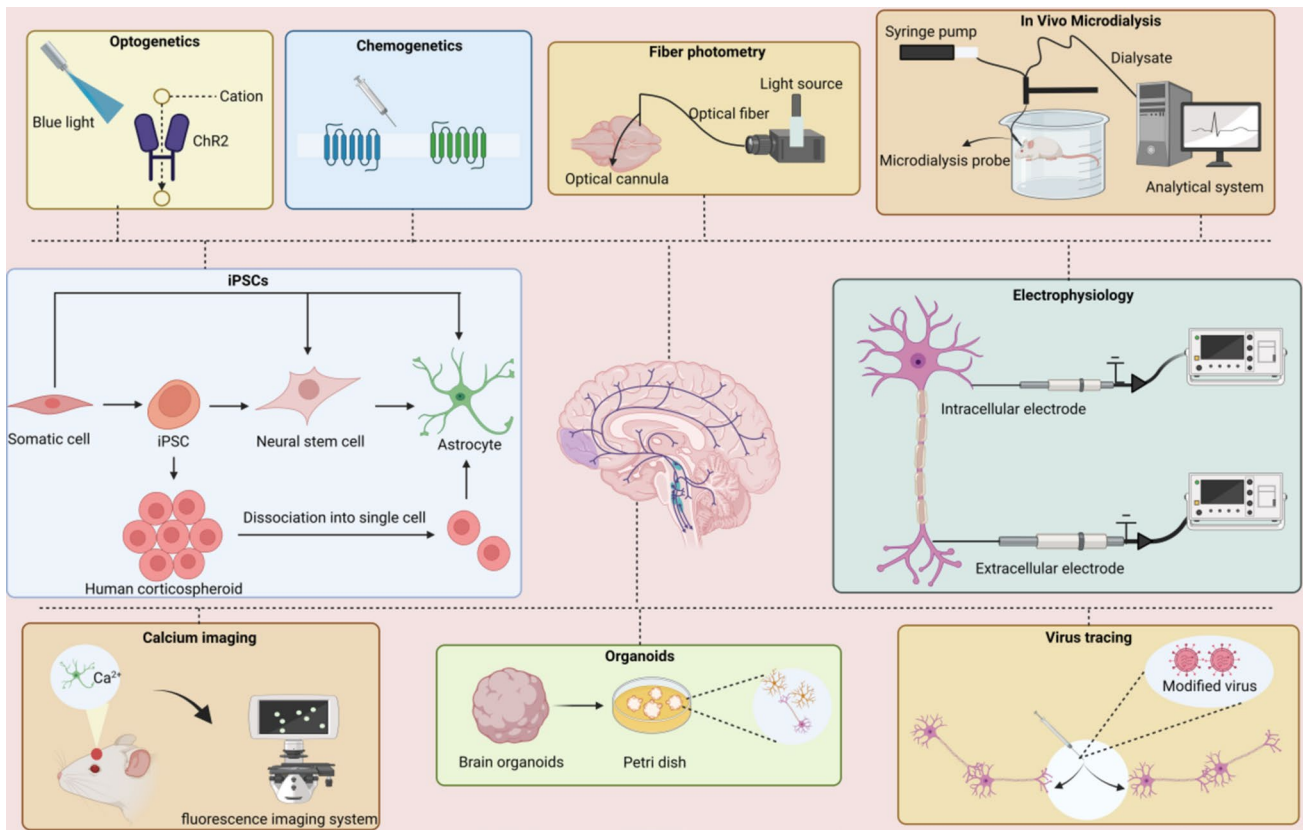 Optogenetics
Blue light
Cation
ChR2
Chemogenetics
Fiber photometry
Light source
Optical fiber
Optical cannula
In Vivo Microdialysis
Syringe pump
Dialysate
Microdialysis probe
Analytical system
iPSCs
Somatic cell
iPSC
Neural stem cell
Astrocyte
Dissociation into single cell
Human corticospheroid
Electrophysiology
Intracellular electrode
Extracellular electrode
Calcium imaging
Ca²⁺
fluorescence imaging system
Organoids
Brain organoids
Petri dish
Virus tracing
Modified virus